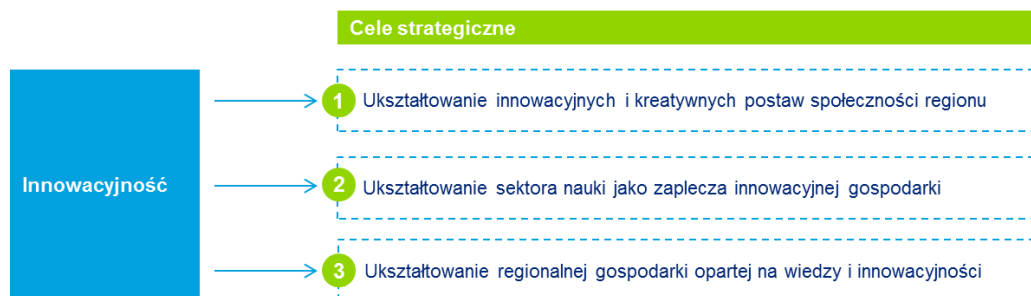 Cele strategiczne
Innowacyjność
1 Ukształtowanie innowacyjnych i kreatywnych postaw społeczności regionu
2 Ukształtowanie sektora nauki jako zaplecza innowacyjnej gospodarki
3 Ukształtowanie regionalnej gospodarki opartej na wiedzy i innowacyjności